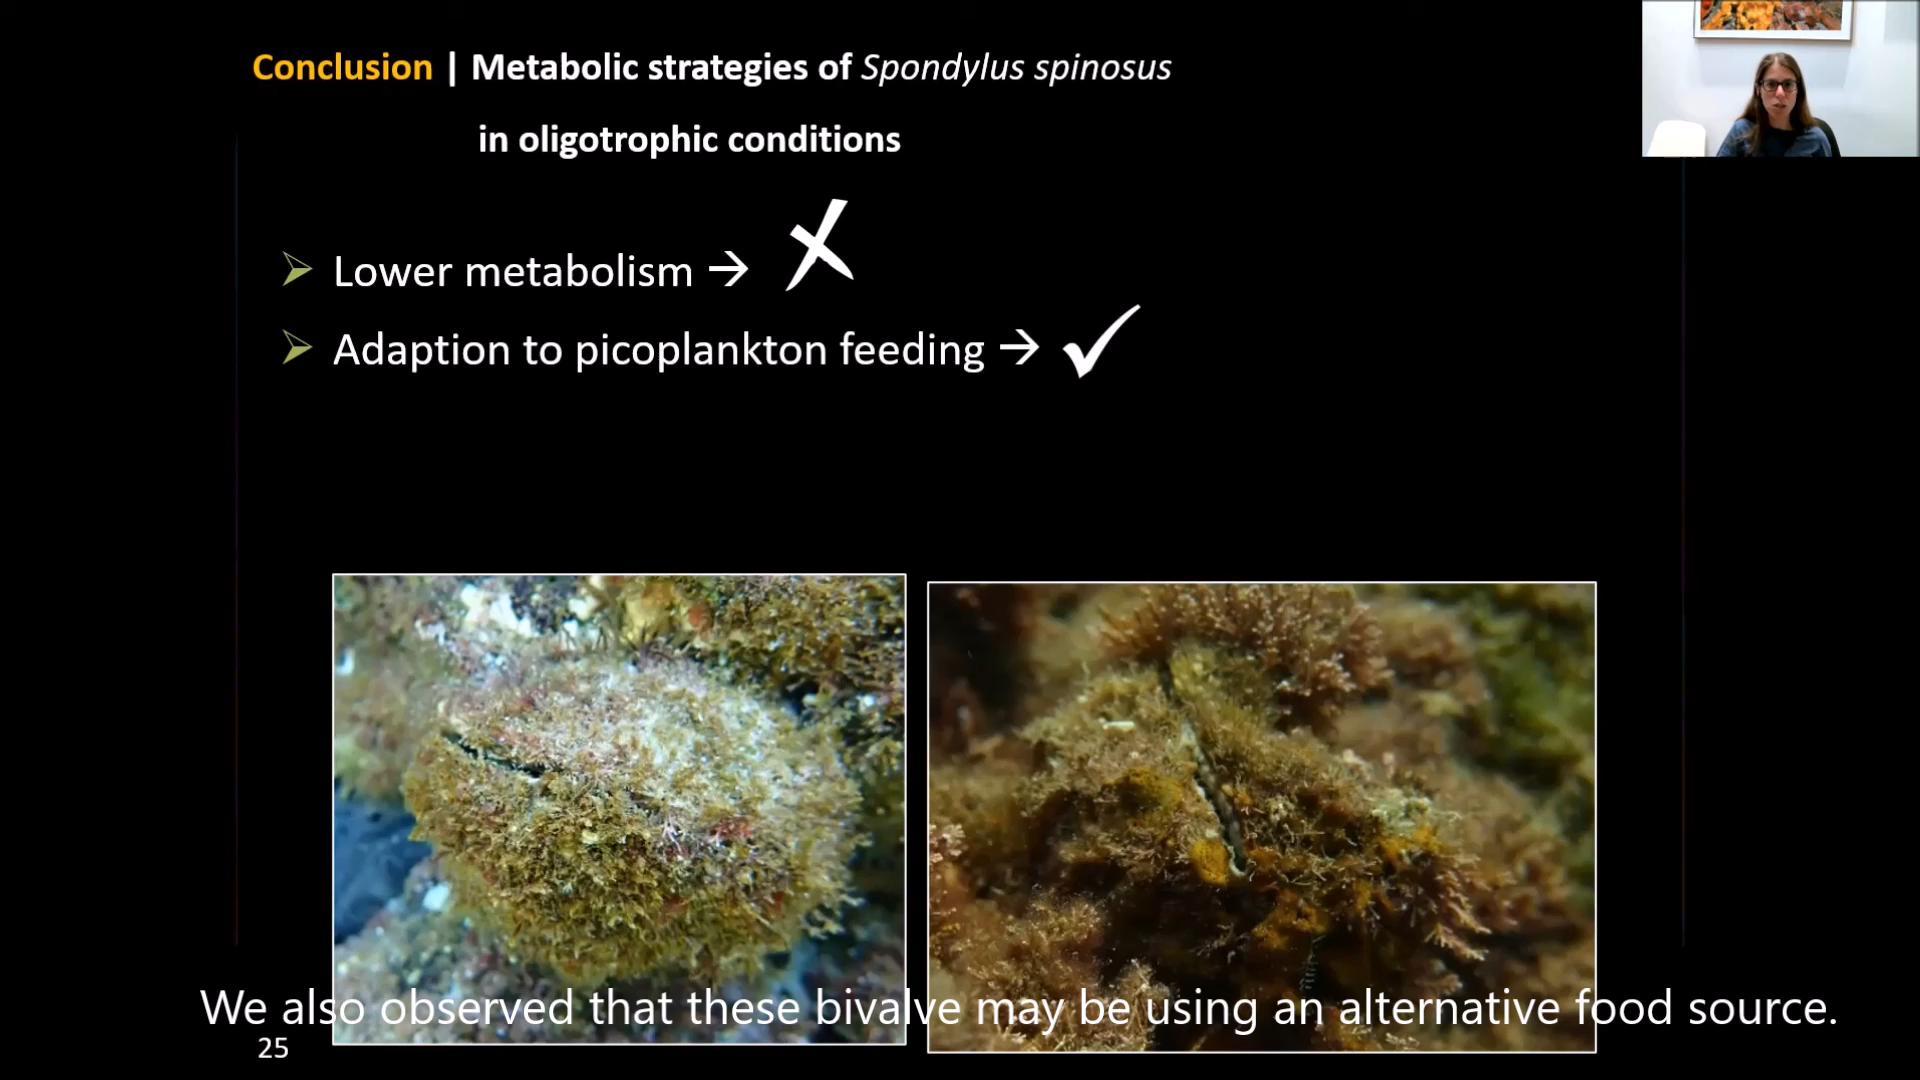 Conclusion | Metabolic strategies of Spondylus spinosus
in oligotrophic conditions
➢ Lower metabolism → ✗
➢ Adaption to picoplankton feeding → ✓
We also observed that these bivalve may be using an alternative food source.
25